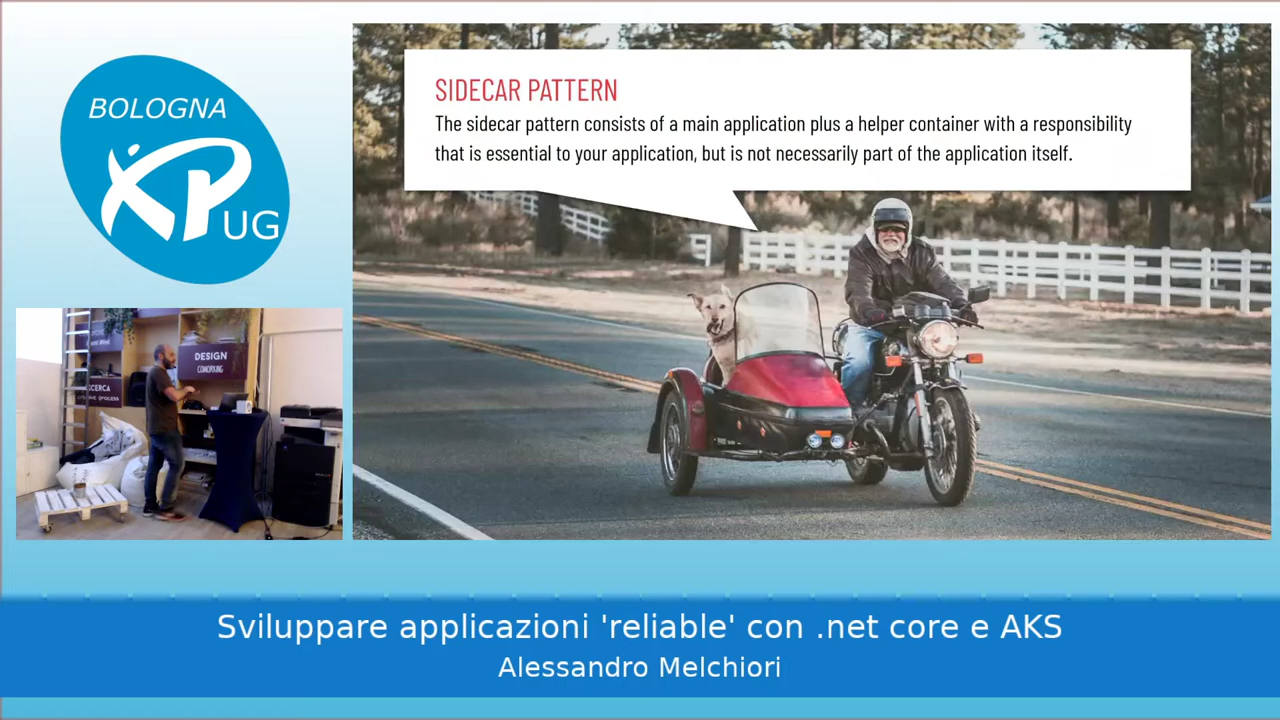 BOLOGNA
XP
UG
SIDECAR PATTERN
The sidecar pattern consists of a main application plus a helper container with a responsibility
that is essential to your application, but is not necessarily part of the application itself.
DESIGN
COWORKING
Sviluppare applicazioni 'reliable' con .net core e AKS
Alessandro Melchiori